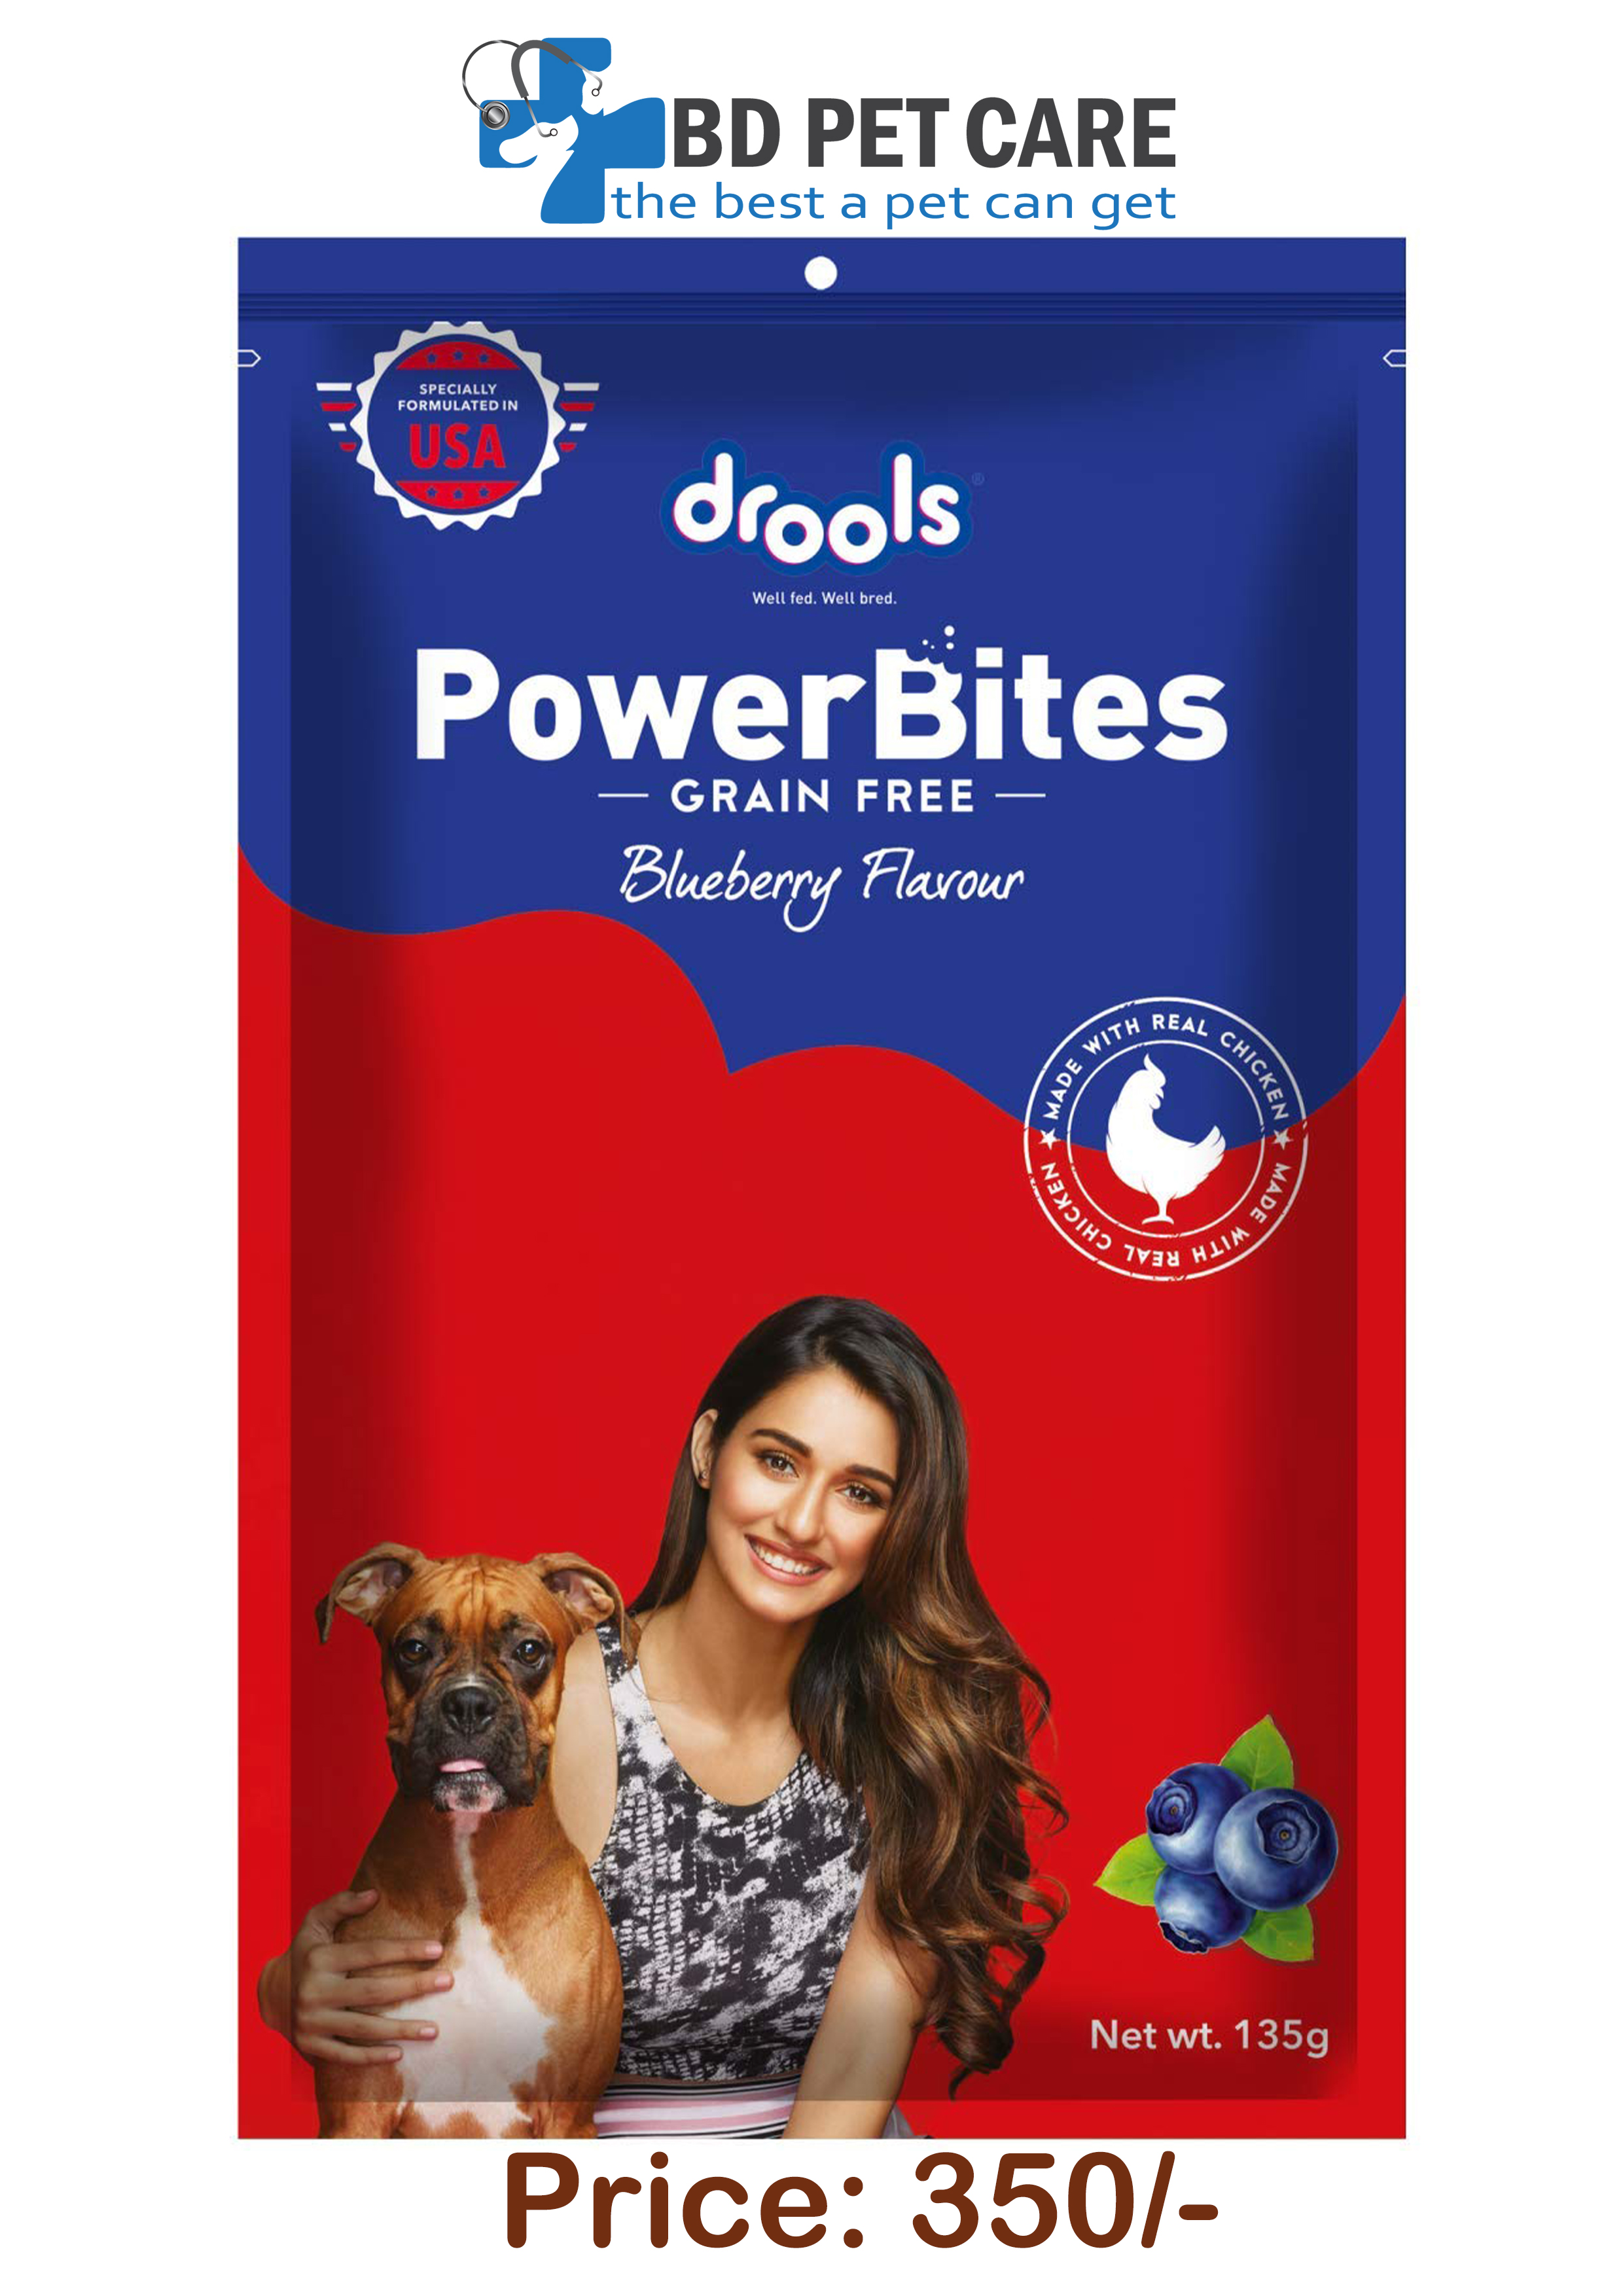 BD PET CARE
the best a pet can get
SPECIALLY
FORMULATED IN
USA
drools®
Well fed. Well bred.
PowerBites
GRAIN FREE
Blueberry Flavour
MADE WITH REAL CHICKEN
MADE WITH REAL CHICKEN
Net wt. 135g
Price: 350/-